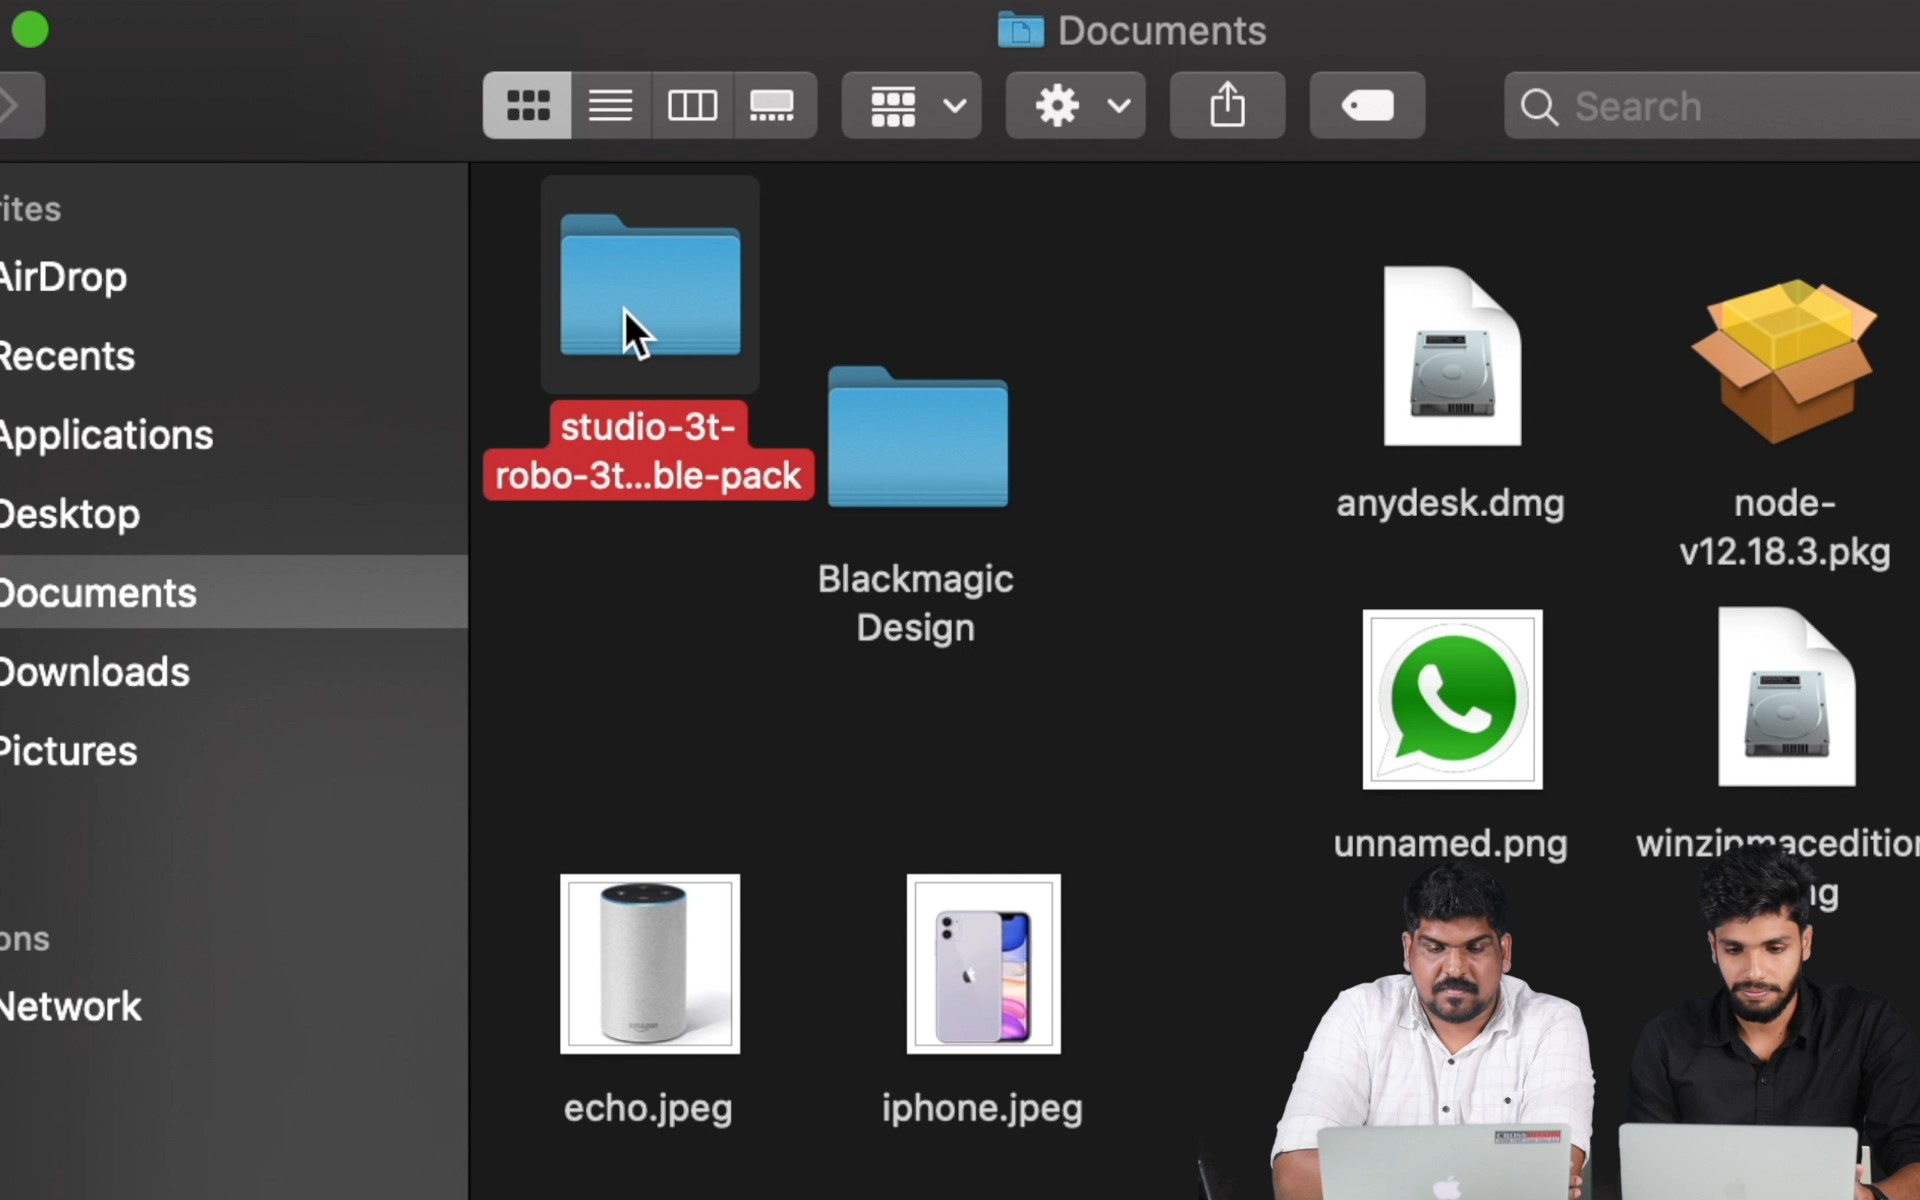 Documents
Search
ites
AirDrop
Recents
Applications
Desktop
Documents
Downloads
Pictures
ons
Network
studio-3t-
robo-3t...ble-pack
Blackmagic
Design
anydesk.dmg
node-
v12.18.3.pkg
unnamed.png
winzipmacedition
echo.jpeg
iphone.jpeg